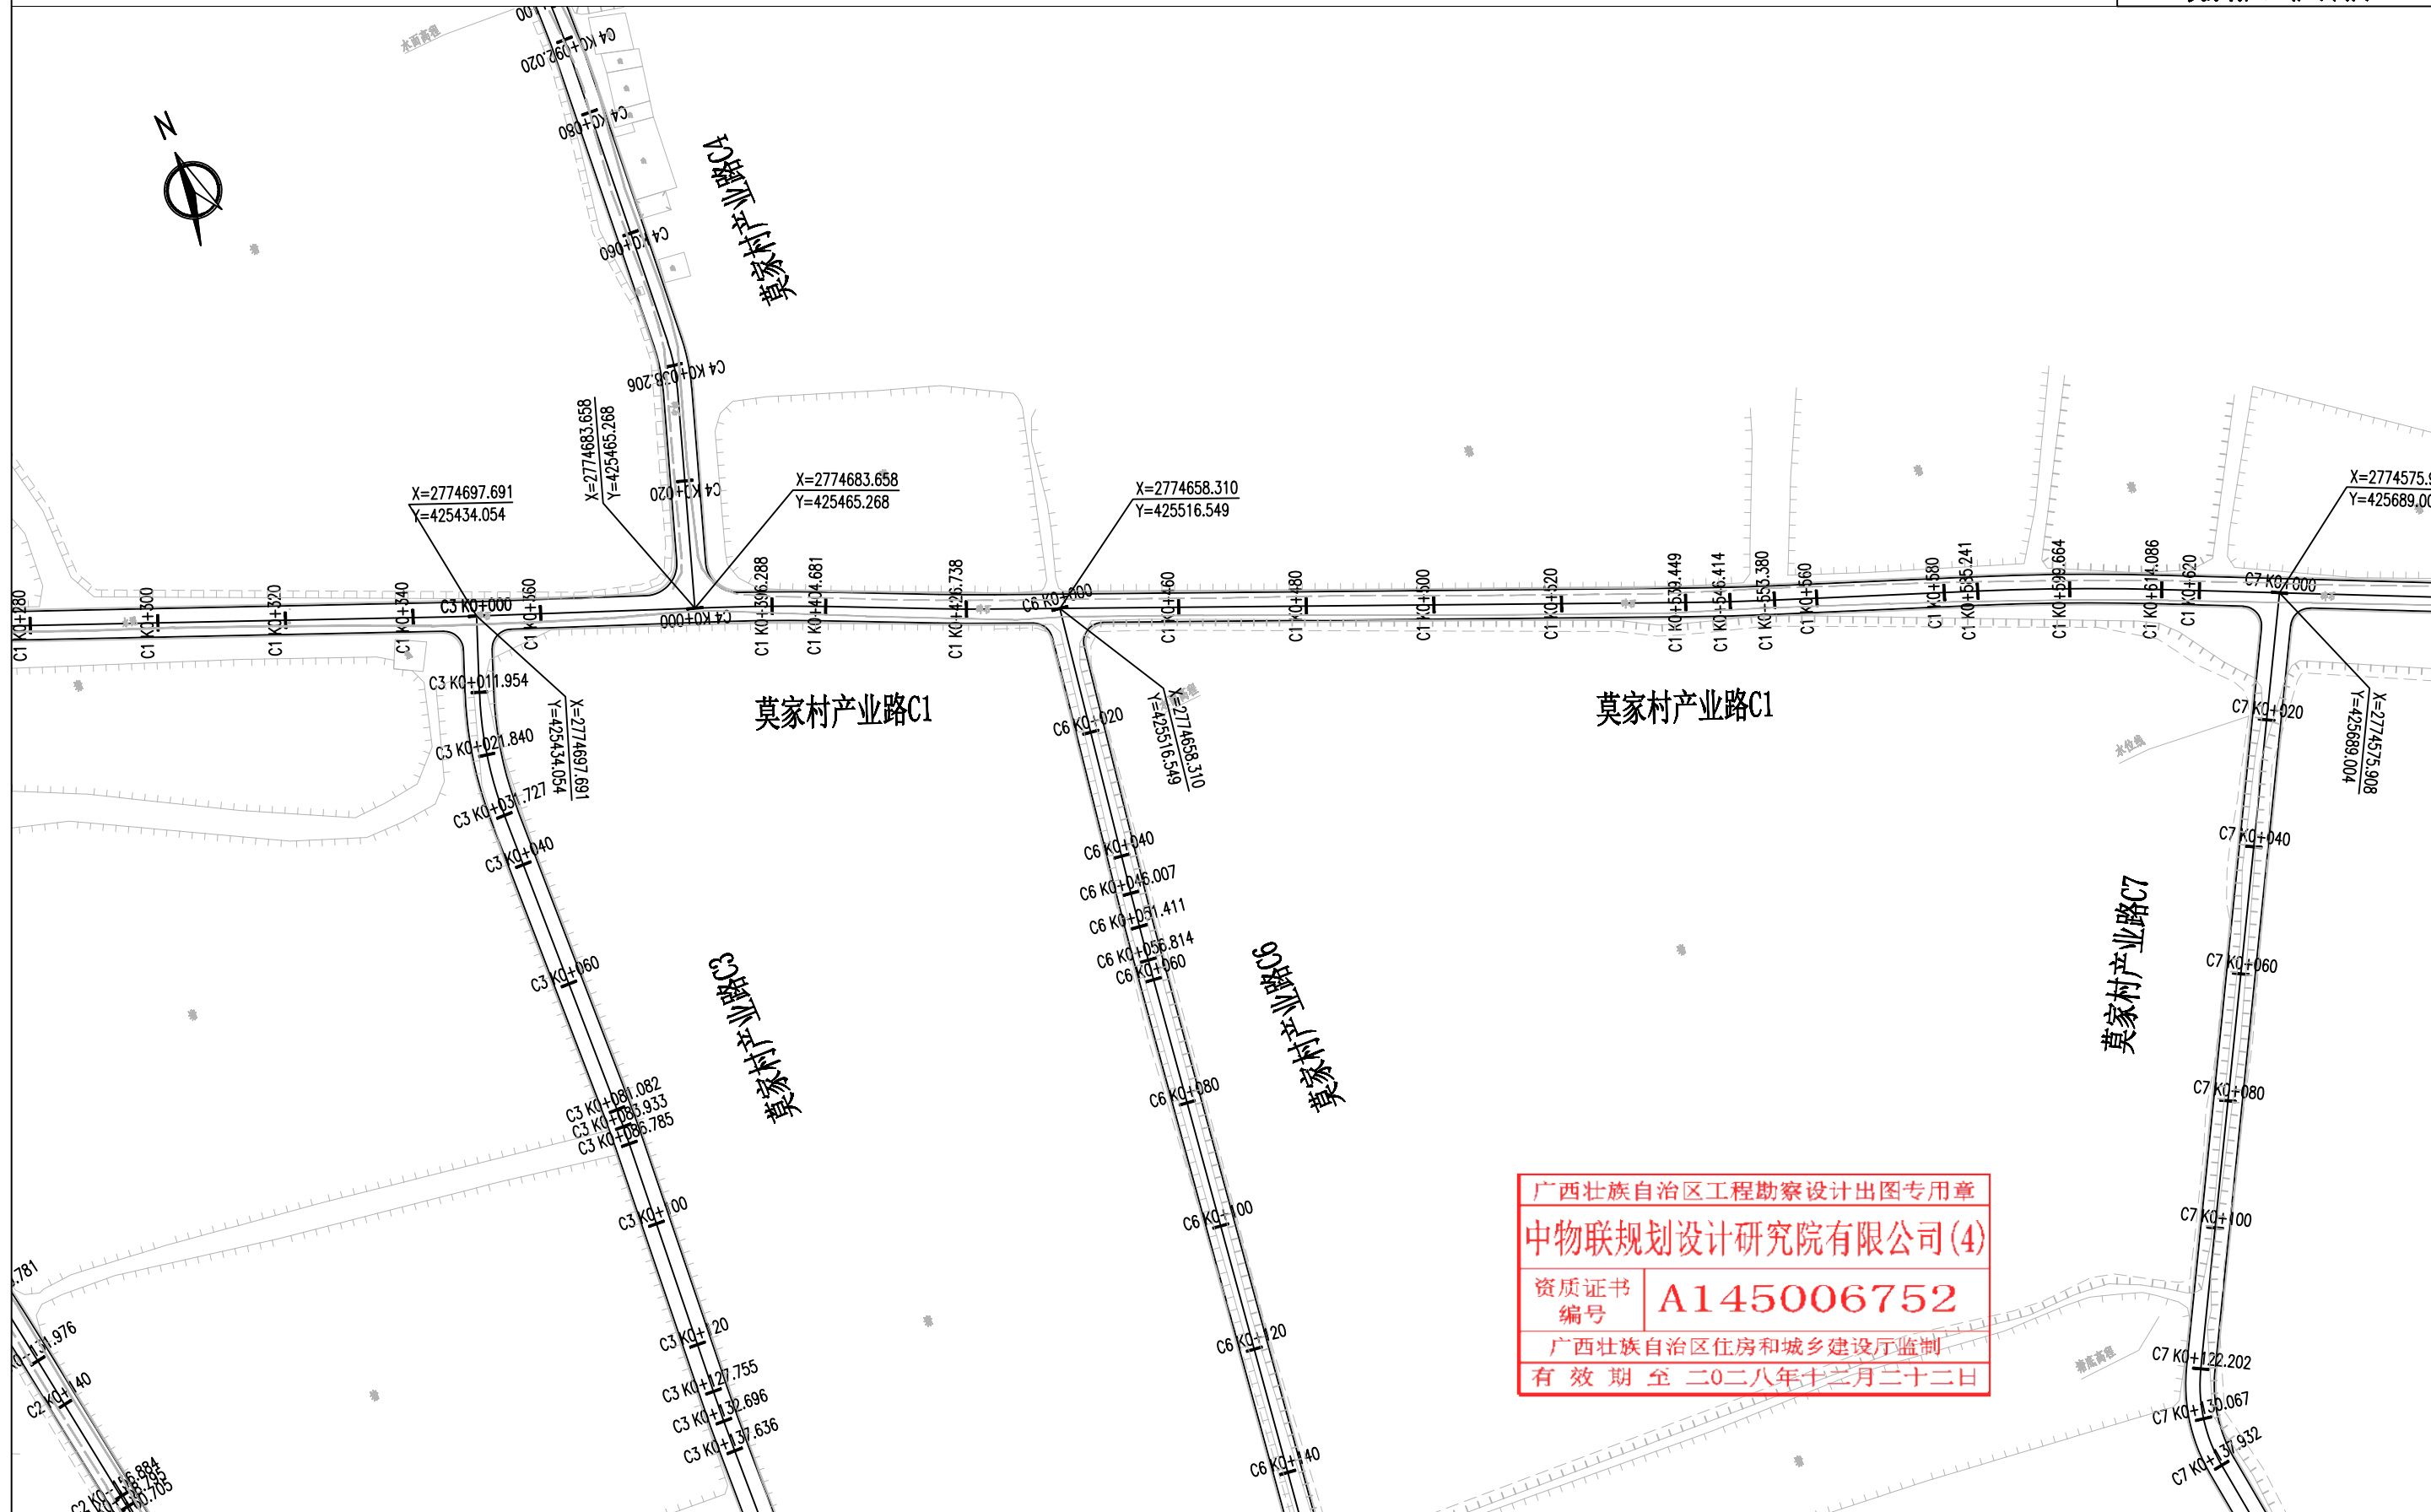 水面高程
C4 K0+092.020
C4 K0+080
C4 K0+060
C4 K0+038.206
C4 K0+020
C4 K0+000
N
莫家村产业路C4
X=2774683.658
Y=425465.268
X=2774697.691
Y=425434.054
X=2774683.658
Y=425465.268
X=2774658.310
Y=425516.549
Y=425689.00
C1 K0+280
C1 K0+300
C1 K0+320
C1 K0+340
C3 K0+000
C1 K0+360
C1 K0+396.288
C1 K0+404.681
C1 K0+426.738
C6 K0+000
C1 K0+460
C1 K0+480
C1 K0+500
C1 K0+520
C1 K0+539.449
C1 K0+546.414
C1 K0+553.380
C1 K0+560
C1 K0+580
C1 K0+585.241
C1 K0+599.664
C1 K0+614.086
C1 K0+620
C7 K0+000
莫家村产业路C1
莫家村产业路C1
X=2774697.691
Y=425434.054
X=2774658.310
Y=425516.549
X=2774575.908
Y=425689.004
水位线
C3 K0+011.954
C3 K0+021.840
C3 K0+031.727
C3 K0+040
C3 K0+060
C3 K0+081.082
C3 K0+083.933
C3 K0+086.785
C3 K0+100
C3 K0+120
C3 K0+127.755
C3 K0+132.696
C3 K0+137.636
莫家村产业路C3
C6 K0+020
C6 K0+040
C6 K0+046.007
C6 K0+051.411
C6 K0+056.814
C6 K0+060
C6 K0+080
C6 K0+100
C6 K0+120
C6 K0+140
莫家村产业路C6
C7 K0+020
C7 K0+040
C7 K0+060
C7 K0+080
C7 K0+100
C7 K0+122.202
C7 K0+130.067
C7 K0+137.932
莫家村产业路C7
.781
K0+131.976
C2 K0+140
广西壮族自治区工程勘察设计出图专用章
中物联规划设计研究院有限公司(4)
资质证书
编号
A145006752
广西壮族自治区住房和城乡建设厅监制
有 效 期 至 二0二八年十二月二十二日